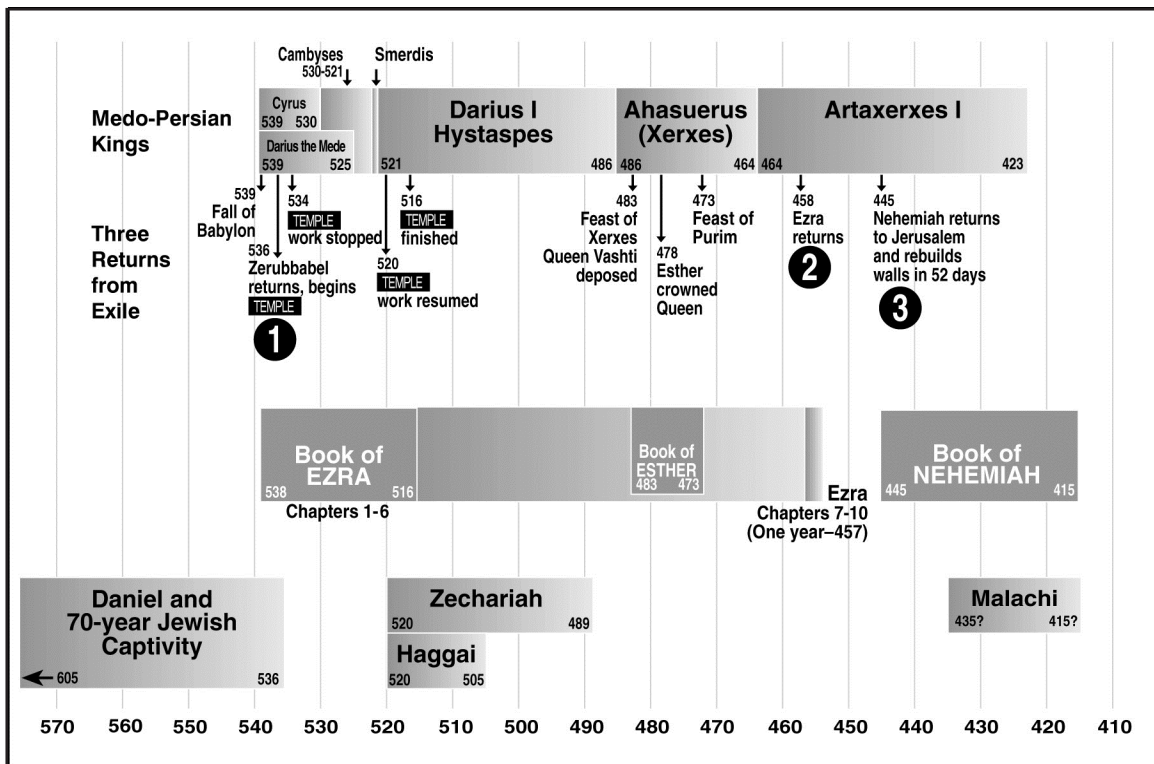 Cambyses
530-521
Smerdis
Medo-Persian
Kings
Cyrus
539 530
Darius the Mede
539 525
Darius I
Hystaspes
521 486
Ahasuerus
(Xerxes)
486 464
Artaxerxes I
464 423
Three
Returns
from
Exile
539
Fall of
Babylon
536
Zerubbabel
returns, begins
TEMPLE
1
534
TEMPLE
work stopped
520
TEMPLE
work resumed
516
TEMPLE
finished
483
Feast of
Xerxes
Queen Vashti
deposed
478
Esther
crowned
Queen
473
Feast of
Purim
458
Ezra
returns
2
445
Nehemiah returns
to Jerusalem
and rebuilds
walls in 52 days
3
Book of
EZRA
538 516
Chapters 1-6
Book of
ESTHER
483 473
Ezra
Chapters 7-10
(One year–457)
Book of
NEHEMIAH
445 415
Daniel and
70-year Jewish
Captivity
605 536
Zechariah
520 489
Haggai
520 505
Malachi
435? 415?
570 560 550 540 530 520 510 500 490 480 470 460 450 440 430 420 410